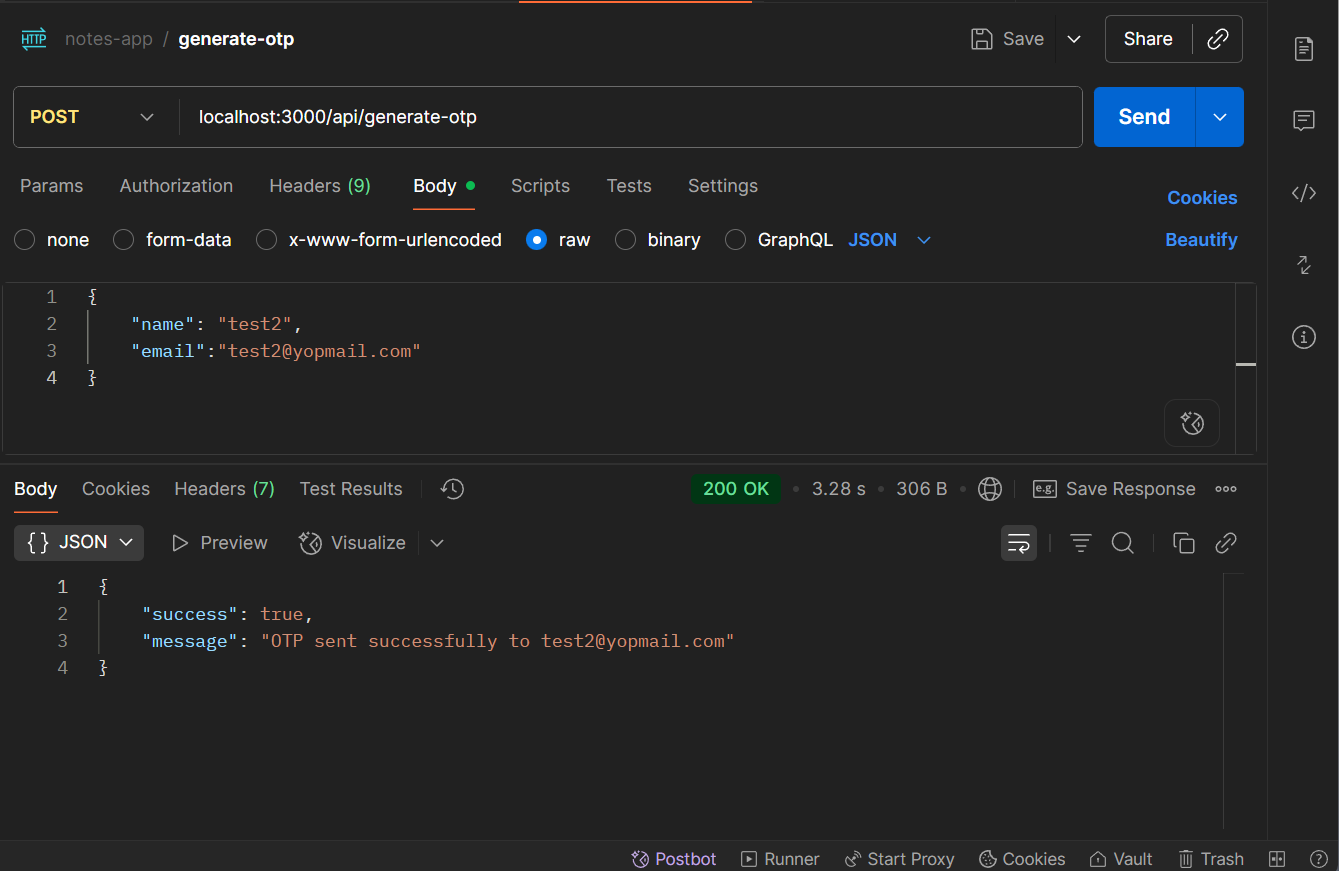 HTTP notes-app / generate-otp Save Share
POST localhost:3000/api/generate-otp Send
Params Authorization Headers (9) Body Scripts Tests Settings Cookies
none form-data x-www-form-urlencoded raw binary GraphQL JSON Beautify
1 {
2 "name": "test2",
3 "email":"test2@yopmail.com"
4 }
Body Cookies Headers (7) Test Results 200 OK • 3.28 s • 306 B • e.g. Save Response
{} JSON Preview Visualize
1 {
2 "success": true,
3 "message": "OTP sent successfully to test2@yopmail.com"
4 }
Postbot Runner Start Proxy Cookies Vault Trash